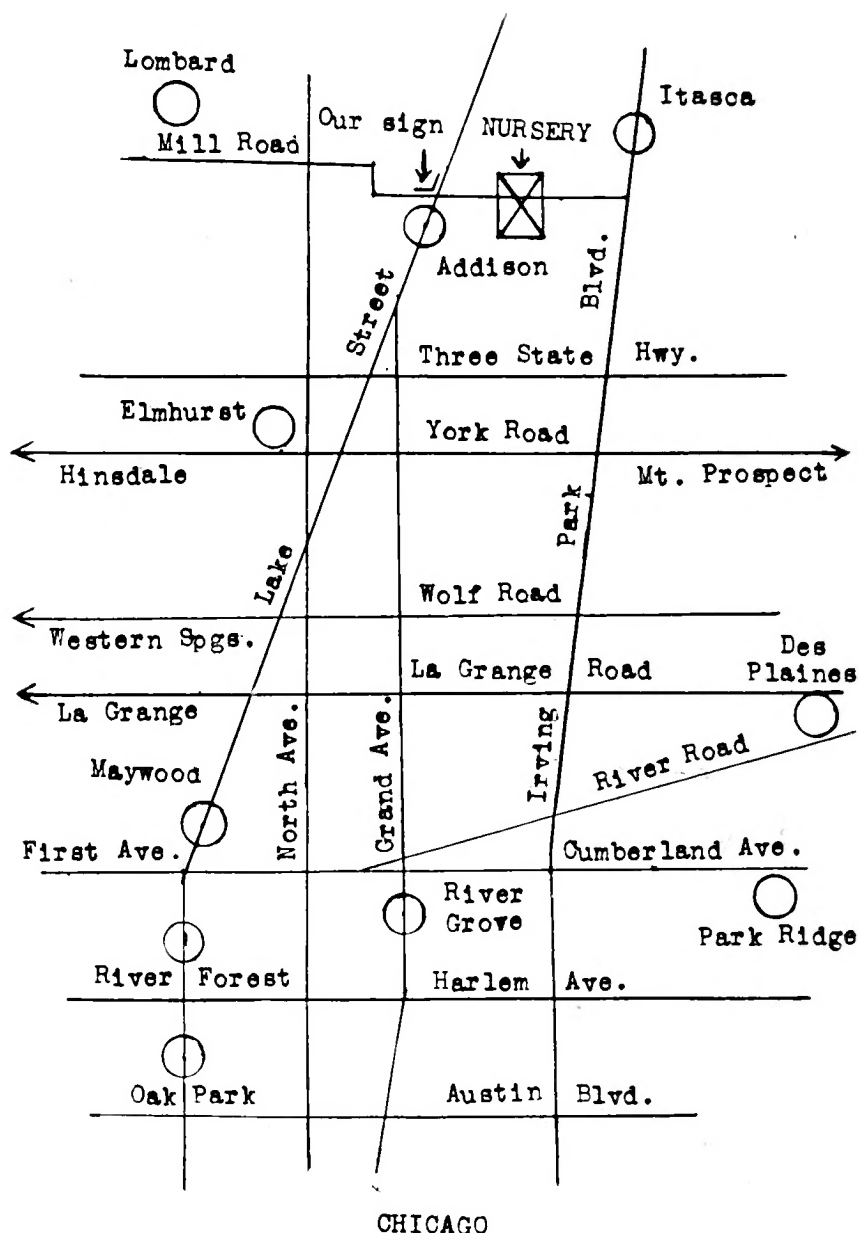 Lombard
Itasca
Our sign NURSERY
Mill Road
Addison
Blvd.
Street
Three State Hwy.
Elmhurst
York Road
Hinsdale
Mt. Prospect
Park
Lake
Wolf Road
Western Spgs.
Des
Plaines
La Grange Road
La Grange
North Ave.
Grand Ave.
Irving
River Road
Maywood
First Ave.
Cumberland Ave.
River
Grove
Park Ridge
River Forest
Harlem Ave.
Oak Park
Austin Blvd.
CHICAGO